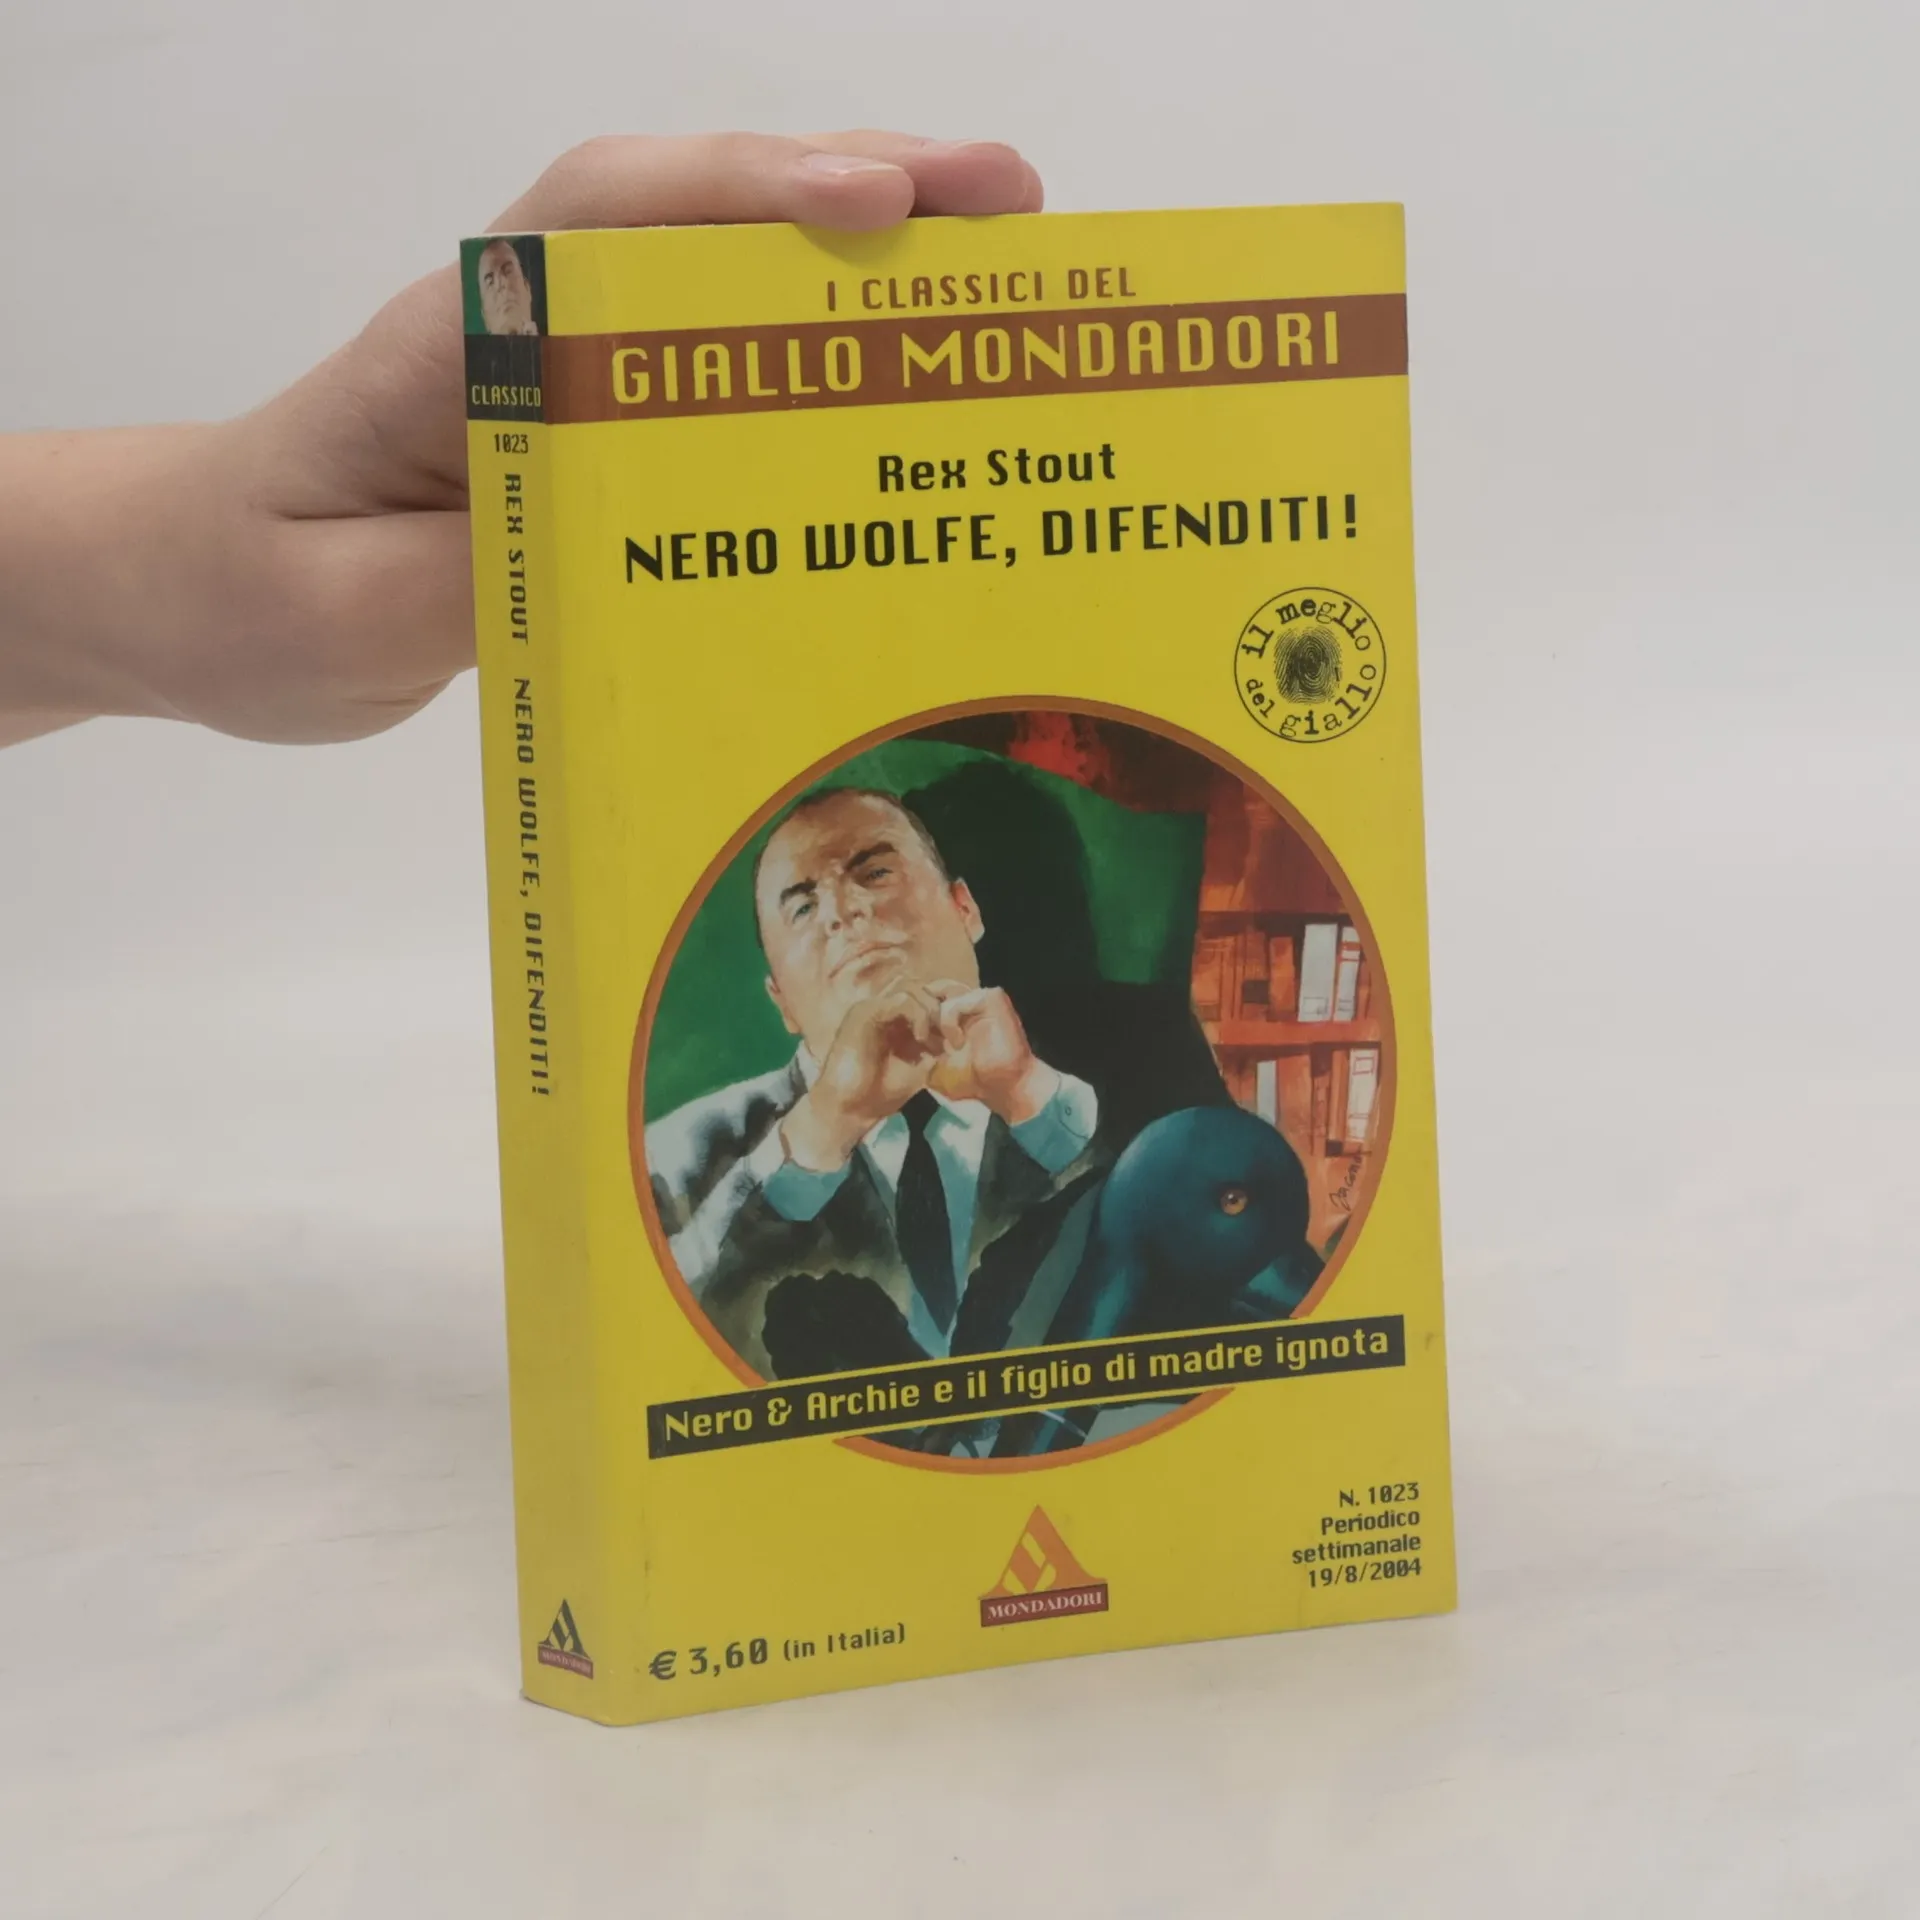 I CLASSICI DEL
GIALLO MONDADORI
Rex Stout
NERO WOLFE, DIFENDITI!
il meglio del giallo
Nero & Archie e il figlio di madre ignota
N. 1023
Periodico
settimanale
19/8/2004
MONDADORI
€ 3,60 (in Italia)
CLASSICO
1023
REX STOUT NERO WOLFE, DIFENDITI!
MONDADORI